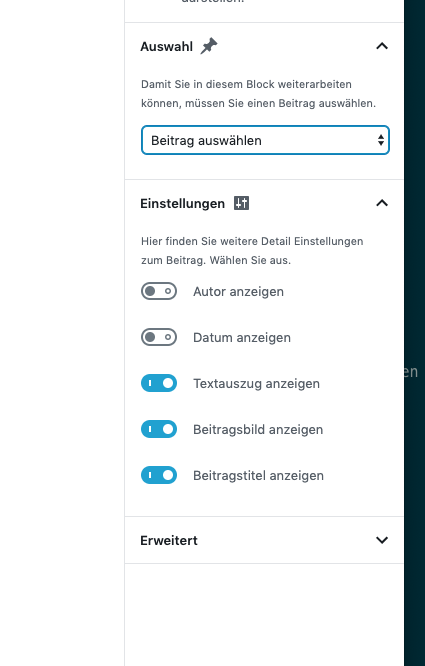 Auswahl
Damit Sie in diesem Block weiterarbeiten
können, müssen Sie einen Beitrag auswählen.
Beitrag auswählen
Einstellungen
Hier finden Sie weitere Detail Einstellungen
zum Beitrag. Wählen Sie aus.
Autor anzeigen
Datum anzeigen
Textauszug anzeigen
en
Beitragsbild anzeigen
Beitragstitel anzeigen
Erweitert